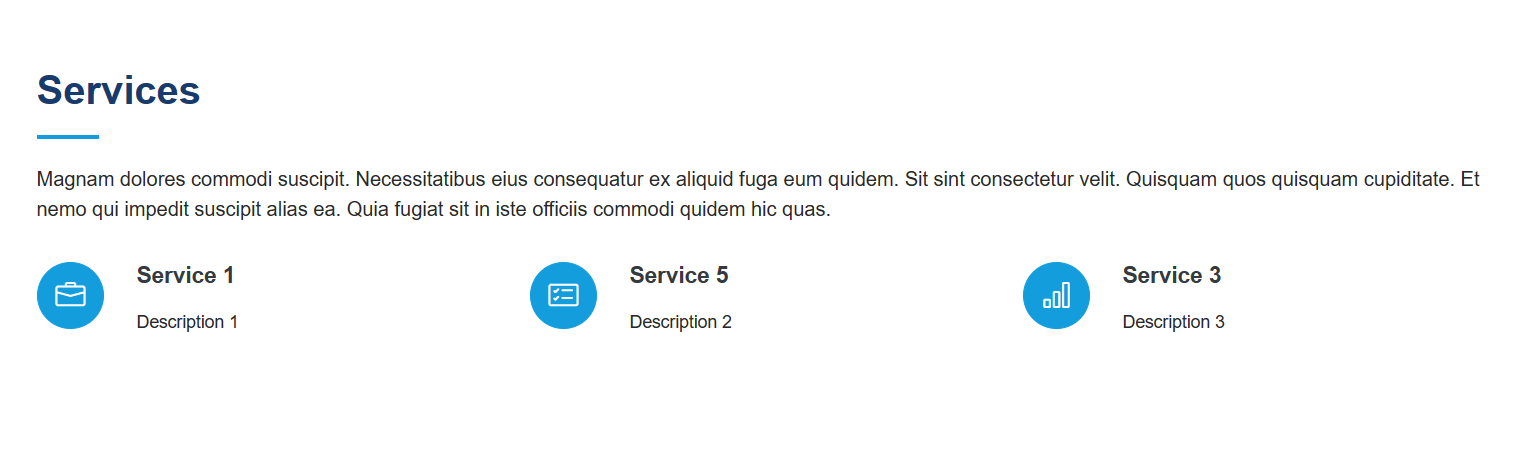 Services
Magnam dolores commodi suscipit. Necessitatibus eius consequatur ex aliquid fuga eum quidem. Sit sint consectetur velit. Quisquam quos quisquam cupiditate. Et
nemo qui impedit suscipit alias ea. Quia fugiat sit in iste officiis commodi quidem hic quas.
Service 1
Description 1
Service 5
Description 2
Service 3
Description 3